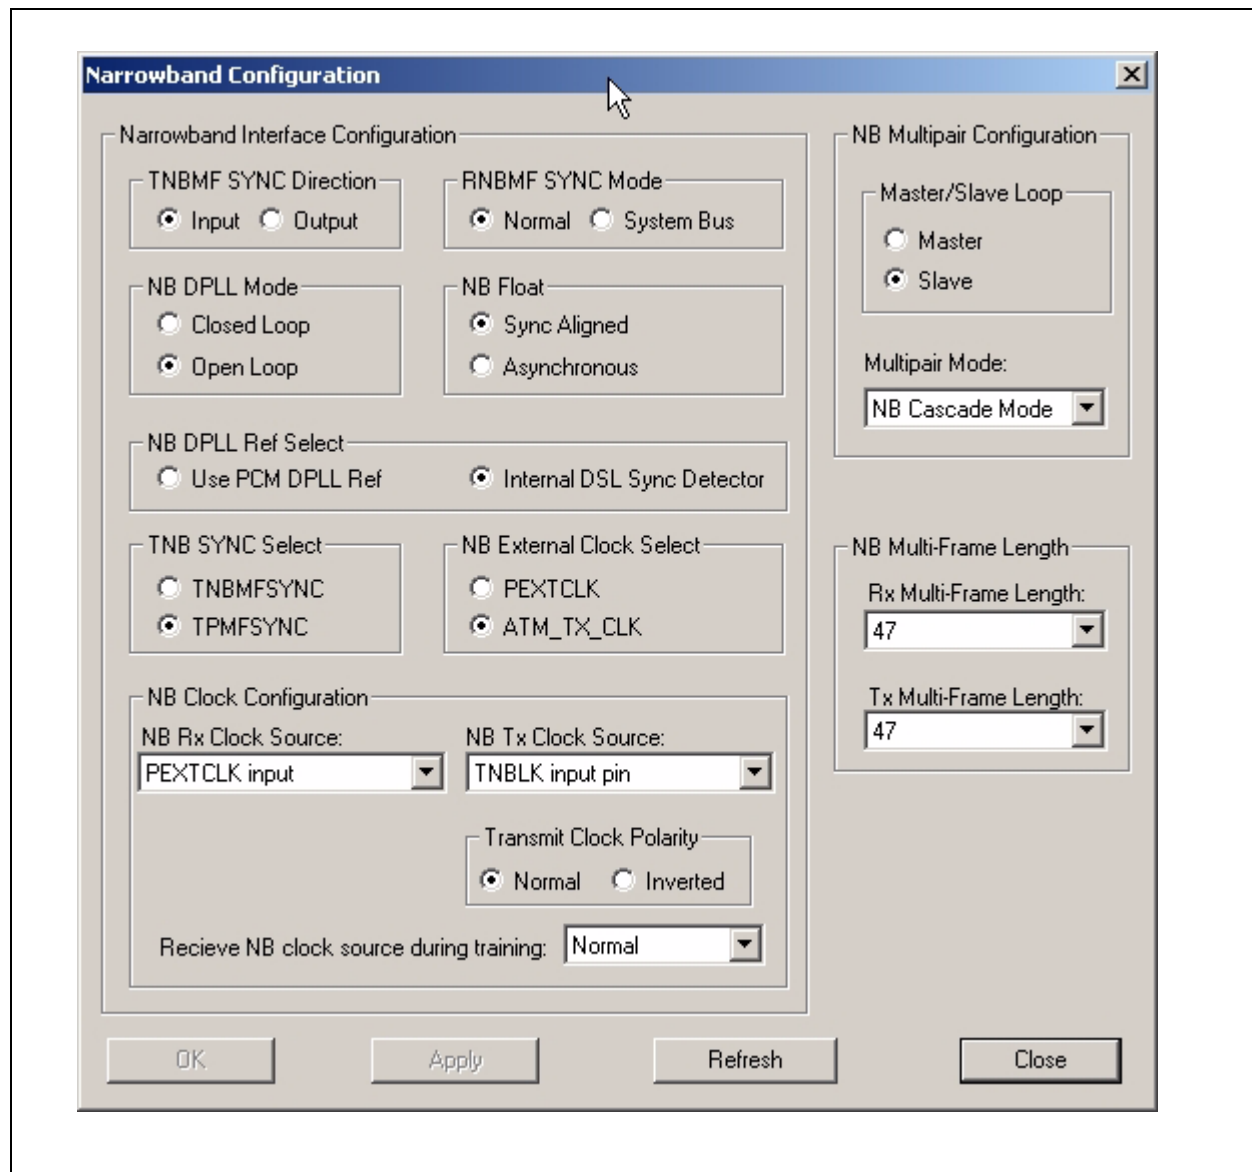 Narrowband Configuration
Narrowband Interface Configuration
TNBMF SYNC Direction
Input Output
RNBMF SYNC Mode
Normal System Bus
NB DPLL Mode
Closed Loop
Open Loop
NB Float
Sync Aligned
Asynchronous
NB DPLL Ref Select
Use PCM DPLL Ref Internal DSL Sync Detector
TNB SYNC Select
TNBMFSYNC
TPMFSYNC
NB External Clock Select
PEXTCLK
ATM_TX_CLK
NB Clock Configuration
NB Rx Clock Source:
PEXTCLK input
NB Tx Clock Source:
TNBLK input pin
Transmit Clock Polarity
Normal Inverted
Recieve NB clock source during training: Normal
NB Multipair Configuration
Master/Slave Loop
Master
Slave
Multipair Mode:
NB Cascade Mode
NB Multi-Frame Length
Rx Multi-Frame Length:
47
Tx Multi-Frame Length:
47
OK Apply Refresh Close